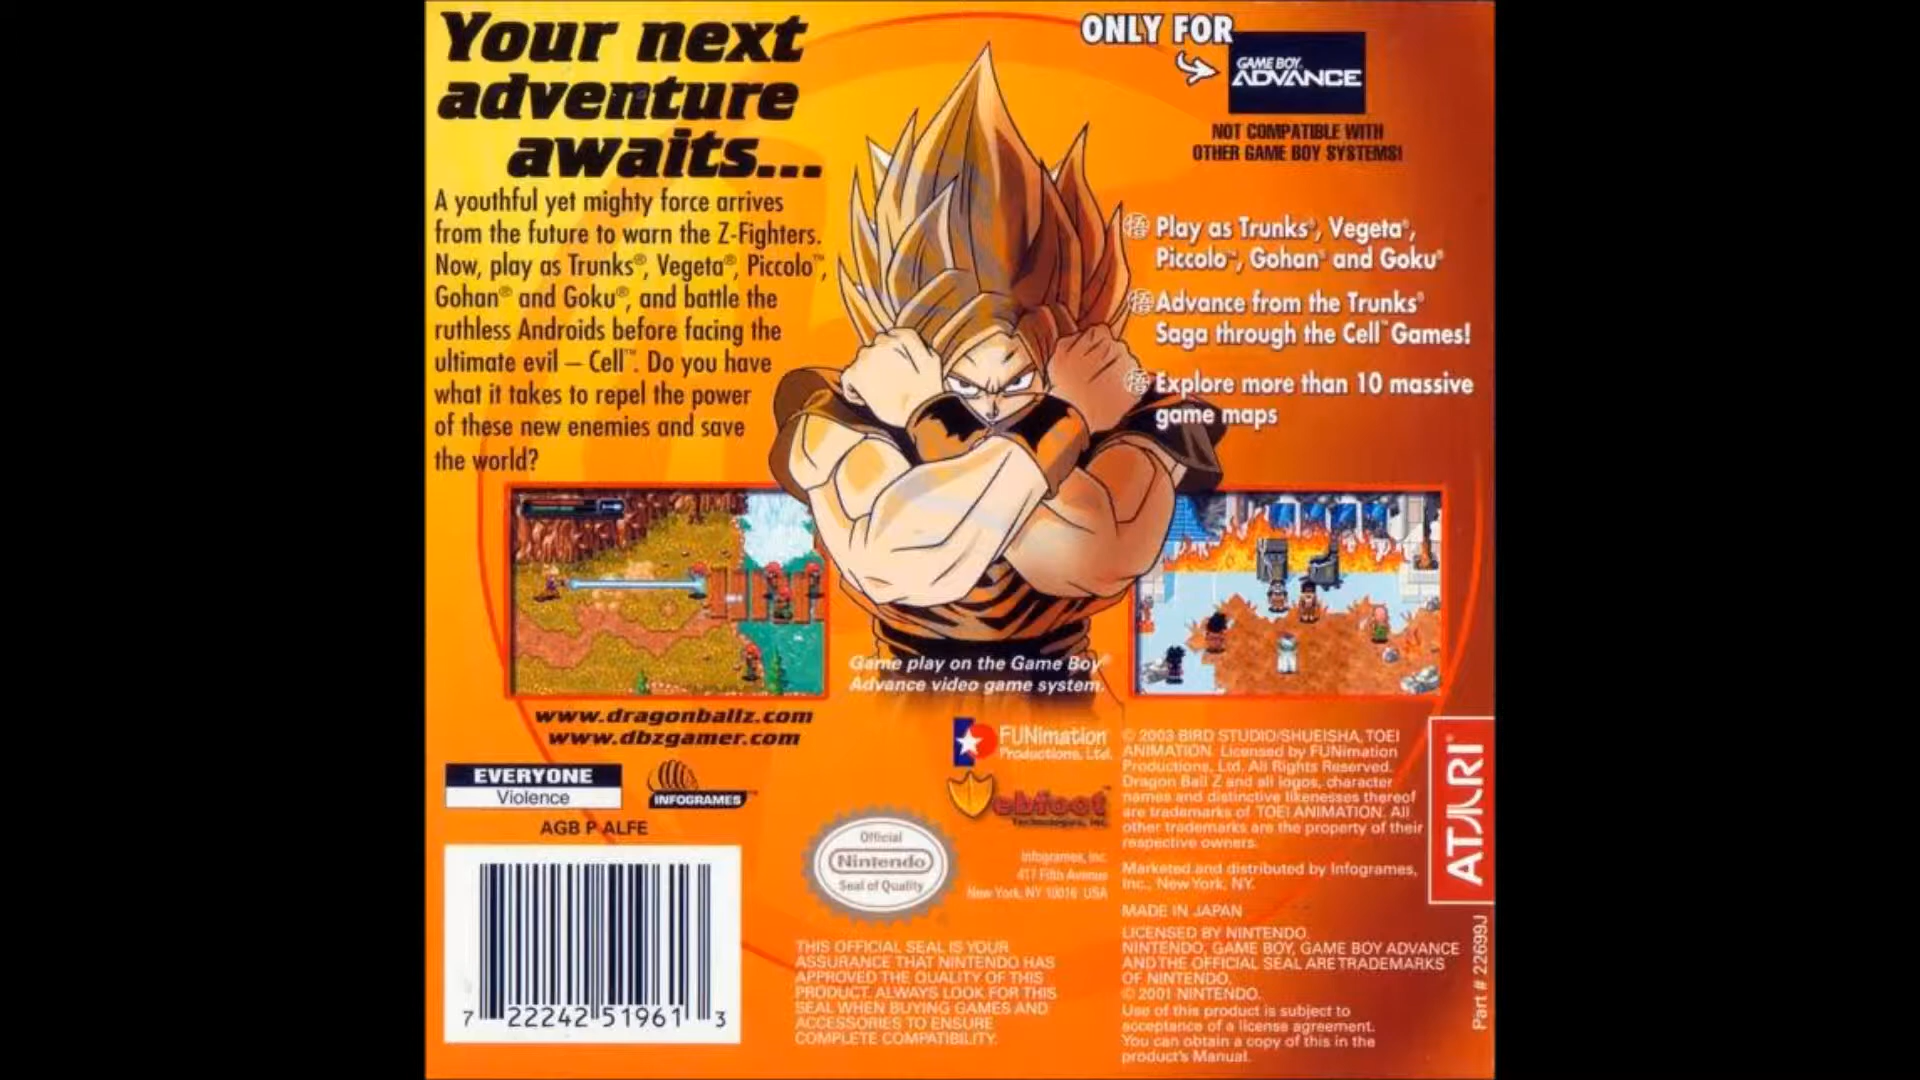 Your next
adventure
awaits...
A youthful yet mighty force arrives
from the future to warn the Z-Fighters.
Now, play as Trunks®, Vegeta®, Piccolo™,
Gohan® and Goku®, and battle the
ruthless Androids before facing the
ultimate evil – Cell™. Do you have
what it takes to repel the power
of these new enemies and save
the world?
ONLY FOR
GAME BOY
ADVANCE
NOT COMPATIBLE WITH
OTHER GAME BOY SYSTEMS!
悟 Play as Trunks®, Vegeta®,
Piccolo™, Gohan® and Goku®
悟 Advance from the Trunks®
Saga through the Cell™ Games!
悟 Explore more than 10 massive
game maps
Game play on the Game Boy®
Advance video game system.
www.dragonballz.com
www.dbzgamer.com
EVERYONE
Violence
INFOGRAMES™
AGB P ALFE
7 22242 51961 3
FUNimation
Productions, Ltd.
Webfoot™
Technologies, Inc.
Official
Nintendo
Seal of Quality
Infogrames, Inc.
417 Fifth Avenue
New York, NY 10016 USA
THIS OFFICIAL SEAL IS YOUR
ASSURANCE THAT NINTENDO HAS
APPROVED THE QUALITY OF THIS
PRODUCT. ALWAYS LOOK FOR THIS
SEAL WHEN BUYING GAMES AND
ACCESSORIES TO ENSURE
COMPLETE COMPATIBILITY.
© 2003 BIRD STUDIO/SHUEISHA, TOEI
ANIMATION. Licensed by FUNimation
Productions, Ltd. All Rights Reserved.
Dragon Ball Z and all logos, character
names and distinctive likenesses thereof
are trademarks of TOEI ANIMATION. All
other trademarks are the property of their
respective owners.
Marketed and distributed by Infogrames,
Inc., New York, NY.
MADE IN JAPAN
LICENSED BY NINTENDO.
NINTENDO, GAME BOY, GAME BOY ADVANCE
AND THE OFFICIAL SEAL ARE TRADEMARKS
OF NINTENDO.
© 2001 NINTENDO.
Use of this product is subject to
acceptance of a license agreement.
You can obtain a copy of this in the
product's Manual.
ATARI®
Part # 22699J